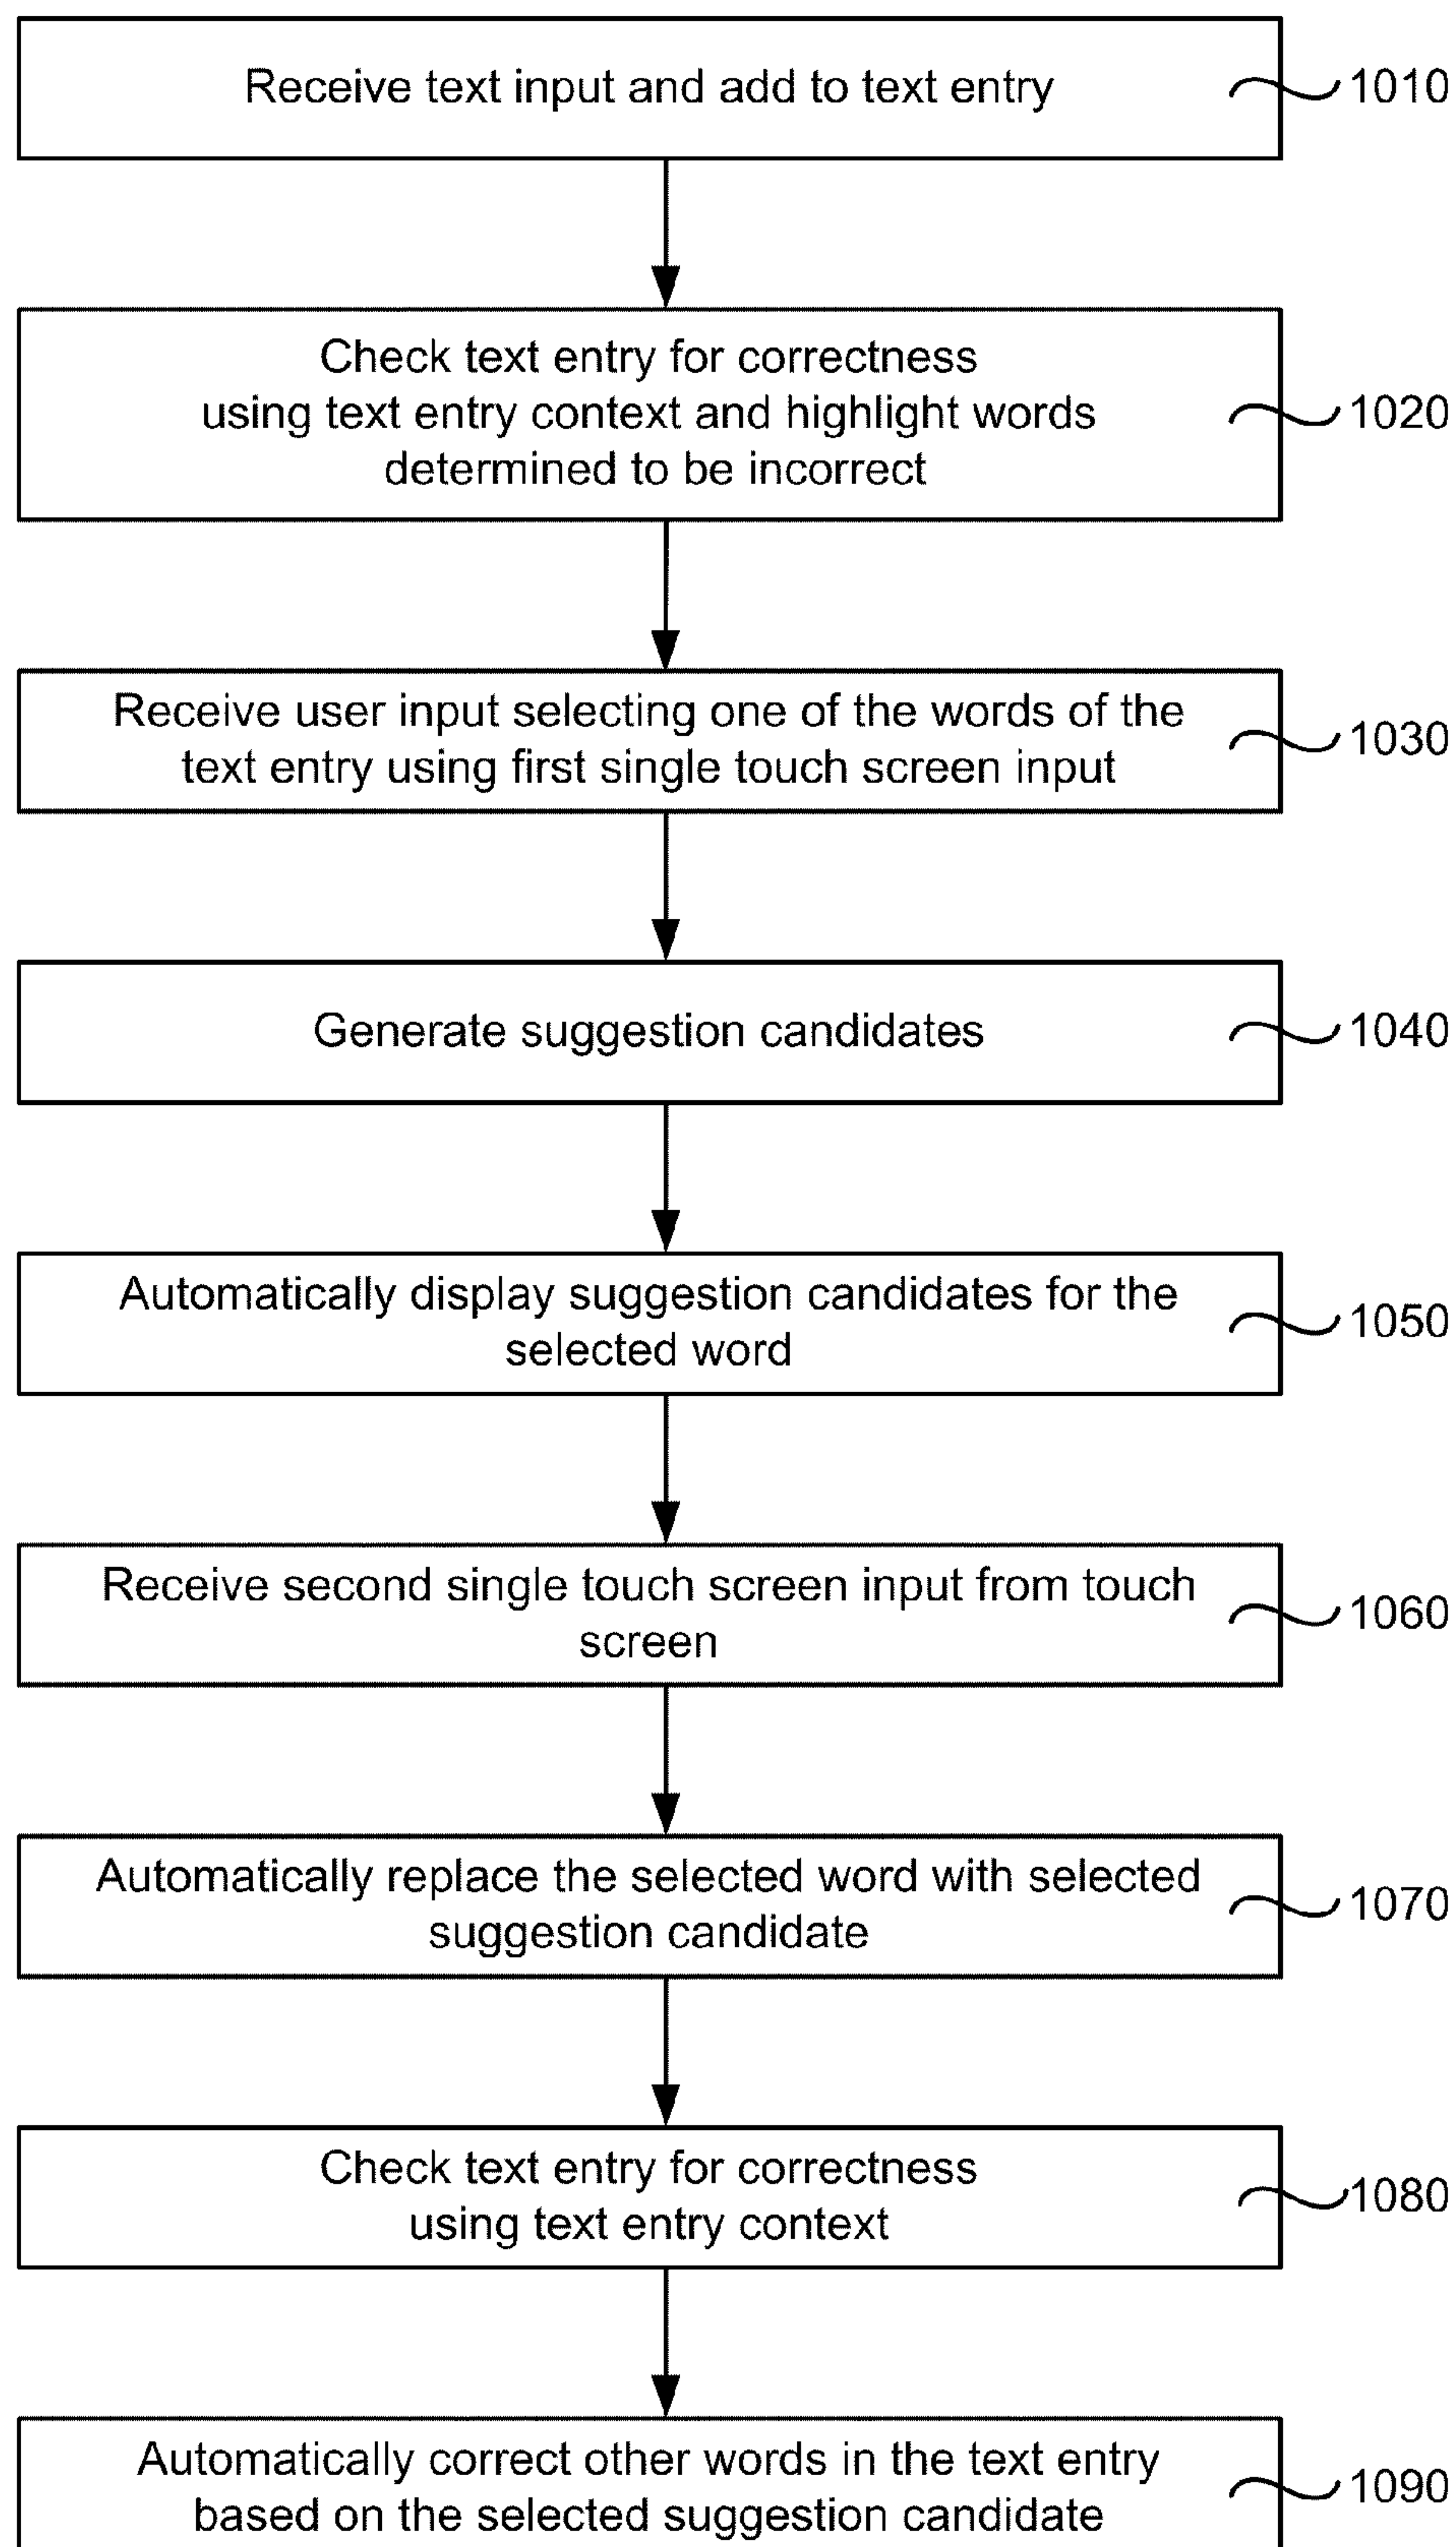 Receive text input and add to text entry
1010
Check text entry for correctness
using text entry context and highlight words
determined to be incorrect
1020
Receive user input selecting one of the words of the
text entry using first single touch screen input
1030
Generate suggestion candidates
1040
Automatically display suggestion candidates for the
selected word
1050
Receive second single touch screen input from touch
screen
1060
Automatically replace the selected word with selected
suggestion candidate
1070
Check text entry for correctness
using text entry context
1080
Automatically correct other words in the text entry
based on the selected suggestion candidate
1090